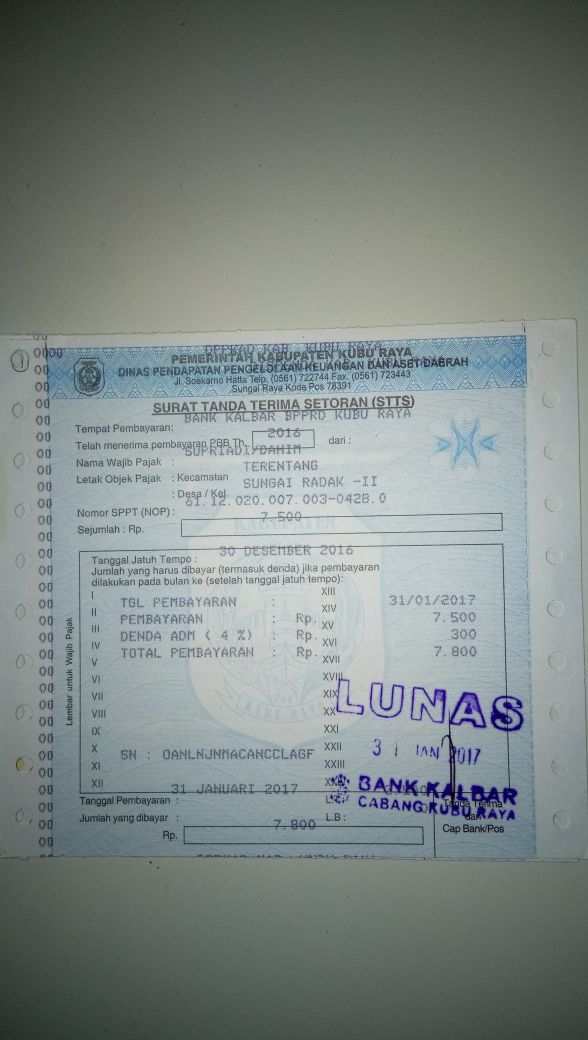 DPPKAD KAB. KUBU RAYA
PEMERINTAH KABUPATEN KUBU RAYA
DINAS PENDAPATAN PENGELOLAAN KEUANGAN DAN ASET DAERAH
Jl. Soekarno Hatta Telp. (0561) 722744 Fax. (0561) 723443
Sungai Raya Kode Pos 78391
SURAT TANDA TERIMA SETORAN (STTS)
Tempat Pembayaran: BANK KALBAR BPPRD KUBU RAYA
Telah menerima pembayaran PBB Th. 2016 dari :
Nama Wajib Pajak : SUPRIADI/DAHIM
Letak Objek Pajak : Kecamatan TERENTANG
: Desa / Kel. SUNGAI RADAK -II
Nomor SPPT (NOP) : 61.12.020.007.003-0428.0
Sejumlah : Rp. 7.500
Tanggal Jatuh Tempo : 30 DESEMBER 2016
Jumlah yang harus dibayar (termasuk denda) jika pembayaran
dilakukan pada bulan ke (setelah tanggal jatuh tempo):
I XIII
TGL PEMBAYARAN : 31/01/2017
II XIV
PEMBAYARAN : Rp. 7.500
III XV
DENDA ADM ( 4 %) : Rp. 300
IV XVI
TOTAL PEMBAYARAN : Rp. 7.800
V XVII
VI XVIII
VII
VIII XX
IX XXI
X SN : OANLNJNMACANCCLAGF XXII
XI XXIII
XII
LUNAS
31 JAN 2017
BANK KALBAR
CABANG KUBU RAYA
Tanggal Pembayaran : 31 JANUARI 2017
Jumlah yang dibayar : L.B :
Rp. 7.800
Tanda Terima
dan
Cap Bank/Pos
Lembar untuk Wajib Pajak